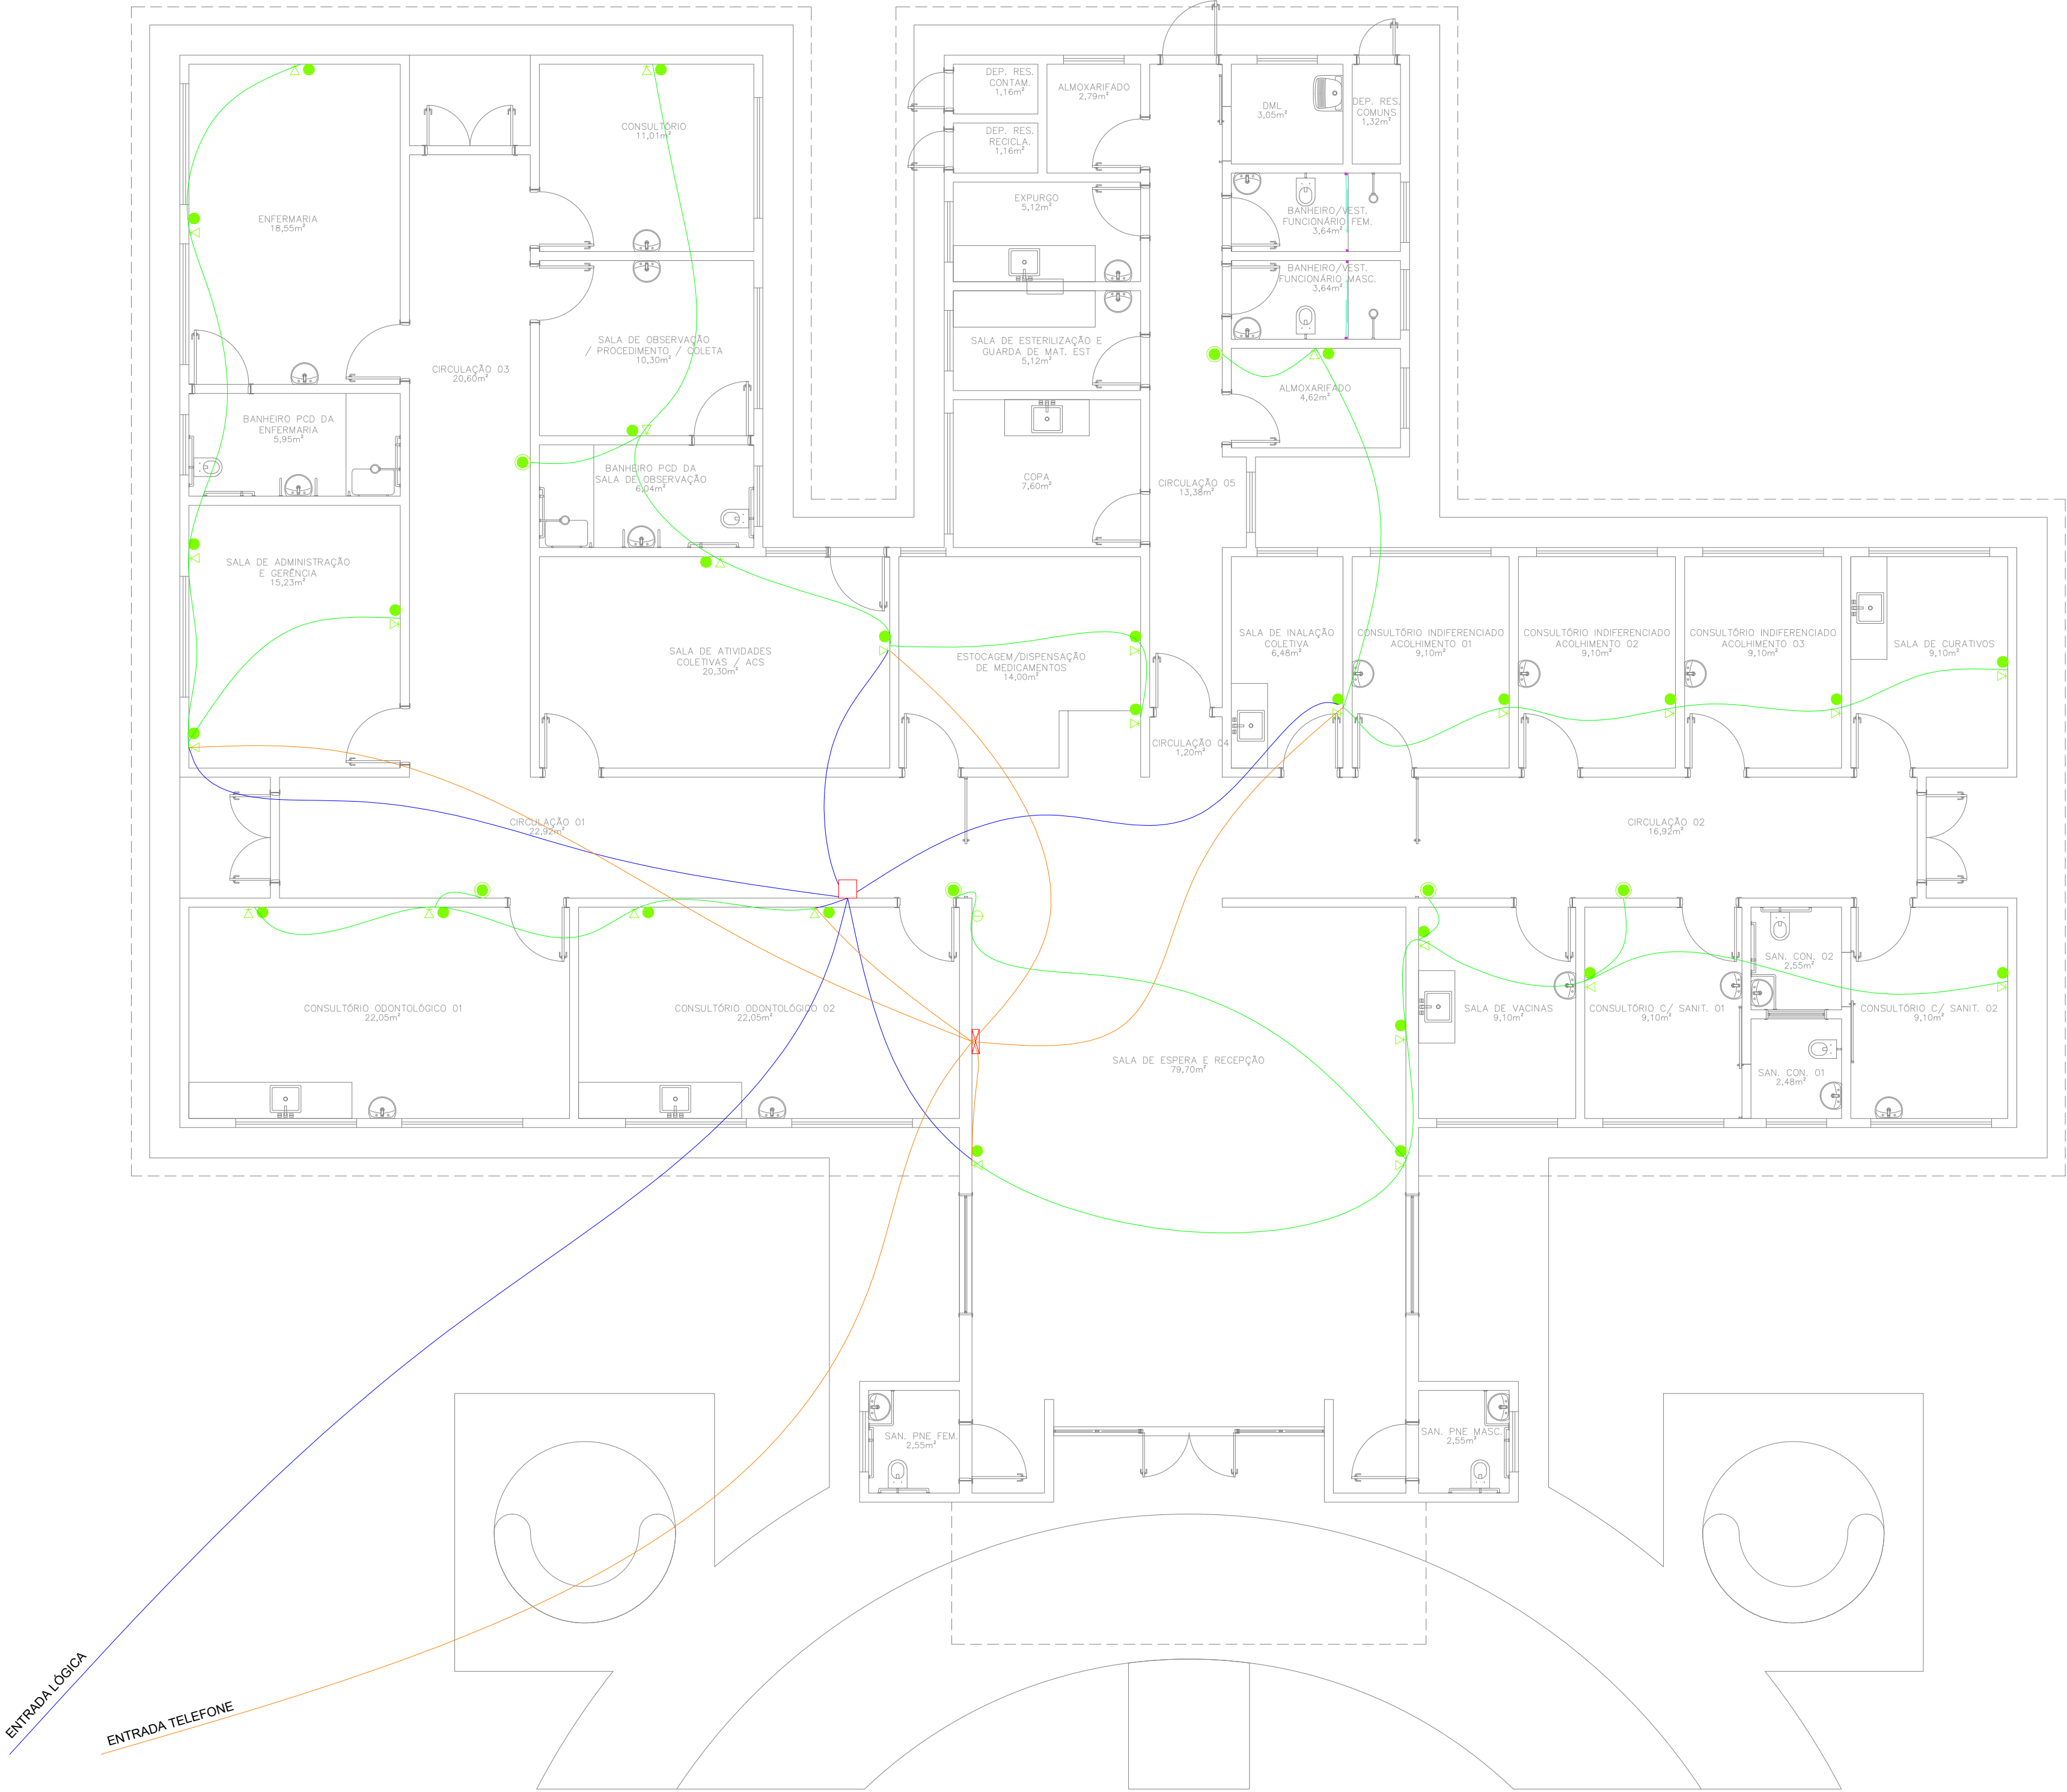 DEP. RES.
CONTAM.
1,16m²
ALMOXARIFADO
2,79m²
DML
3,05m²
DEP. RES.
COMUNS
1,32m²
CONSULTÓRIO
11,01m²
DEP. RES.
RECICLA.
1,16m²
EXPURGO
5,12m²
ENFERMARIA
18,55m²
BANHEIRO/VEST.
FUNCIONÁRIO FEM.
3,64m²
BANHEIRO/VEST.
FUNCIONÁRIO MASC.
3,64m²
SALA DE OBSERVAÇÃO
/ PROCEDIMENTO / COLETA
10,30m²
SALA DE ESTERILIZAÇÃO E
GUARDA DE MAT. EST
5,12m²
CIRCULAÇÃO 03
20,60m²
ALMOXARIFADO
4,62m²
BANHEIRO PCD DA
ENFERMARIA
5,95m²
BANHEIRO PCD DA
SALA DE OBSERVAÇÃO
6,04m²
COPA
7,60m²
CIRCULAÇÃO 05
13,38m²
SALA DE ADMINISTRAÇÃO
E GERÊNCIA
15,23m²
SALA DE ATIVIDADES
COLETIVAS / ACS
20,30m²
ESTOCAGEM/DISPENSAÇÃO
DE MEDICAMENTOS
14,00m²
SALA DE INALAÇÃO
COLETIVA
6,48m²
CONSULTÓRIO INDIFERENCIADO
ACOLHIMENTO 01
9,10m²
CONSULTÓRIO INDIFERENCIADO
ACOLHIMENTO 02
9,10m²
CONSULTÓRIO INDIFERENCIADO
ACOLHIMENTO 03
9,10m²
SALA DE CURATIVOS
9,10m²
CIRCULAÇÃO 04
1,20m²
CIRCULAÇÃO 01
22,92m²
CIRCULAÇÃO 02
16,92m²
CONSULTÓRIO ODONTOLÓGICO 01
22,05m²
CONSULTÓRIO ODONTOLÓGICO 02
22,05m²
SALA DE ESPERA E RECEPÇÃO
79,70m²
SALA DE VACINAS
9,10m²
CONSULTÓRIO C/ SANIT. 01
9,10m²
SAN. CON. 02
2,55m²
SAN. CON. 01
2,48m²
CONSULTÓRIO C/ SANIT. 02
9,10m²
SAN. PNE FEM.
2,55m²
SAN. PNE MASC.
2,55m²
ENTRADA LÓGICA
ENTRADA TELEFONE